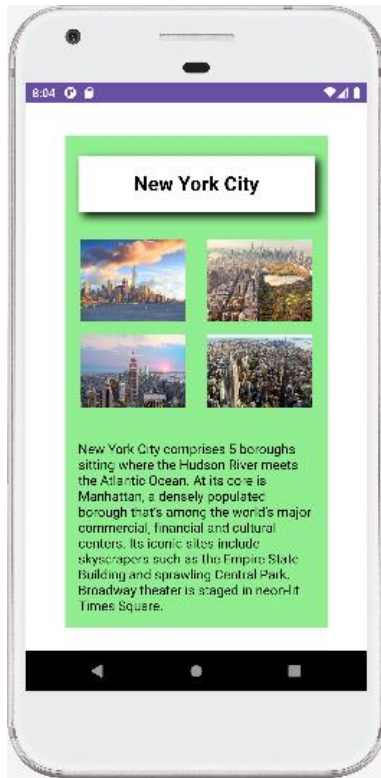 8:04
New York City
New York City comprises 5 boroughs
sitting where the Hudson River meets
the Atlantic Ocean. At its core is
Manhattan, a densely populated
borough that's among the world's major
commercial, financial and cultural
centers. Its iconic sites include
skyscrapers such as the Empire State
Building and sprawling Central Park.
Broadway theater is staged in neon-lit
Times Square.